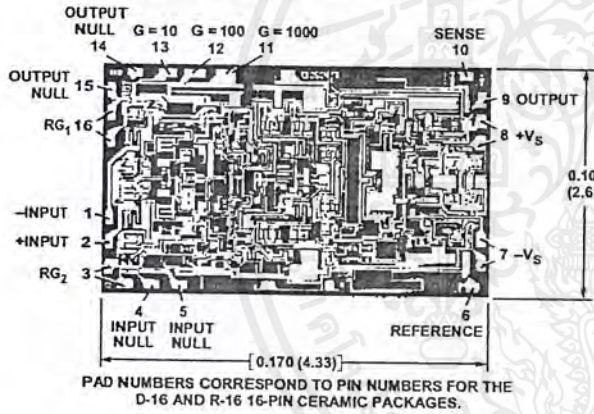 OUTPUT
NULL
14
G = 10
13
G = 100
12
G = 1000
11
SENSE
10
OUTPUT
NULL 15
RG1 16
–INPUT 1
+INPUT 2
RG2 3
4
INPUT
NULL
5
INPUT
NULL
9 OUTPUT
8 +VS
7 –VS
6
REFERENCE
0.10
(2.6
[0.170 (4.33)]
PAD NUMBERS CORRESPOND TO PIN NUMBERS FOR THE
D-16 AND R-16 16-PIN CERAMIC PACKAGES.